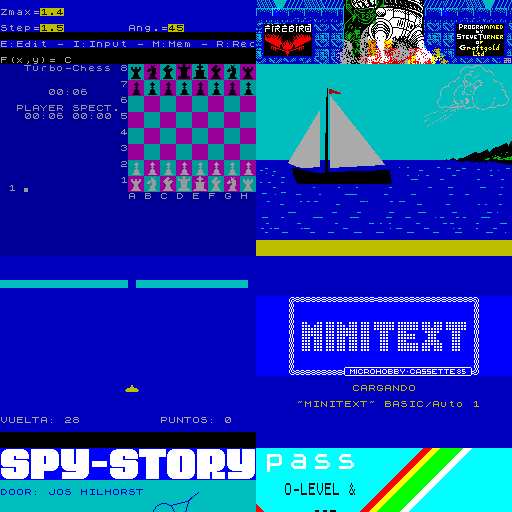 Zmax=1.4
Step=1.5 Ang.=45
E:Edit - I:Input - M:Mem - R:Rec
F(x,y)= C
Turbo-Chess
00:06
PLAYER SPECT.
00:06 00:00
8
7
6
5
4
3
2
1
A B C D E F G H
1
FIREBIRD
PROGRAMMED
by
STEVE TURNER
Graftgold
Ltd
VUELTA: 28 PUNTOS: 0
MINITEXT
MICROHOBBY-CASSETTE 85
CARGANDO
"MINITEXT" BASIC/Auto 1
SPY-STORY
DOOR: JOS HILHORST
pass
O-LEVEL &